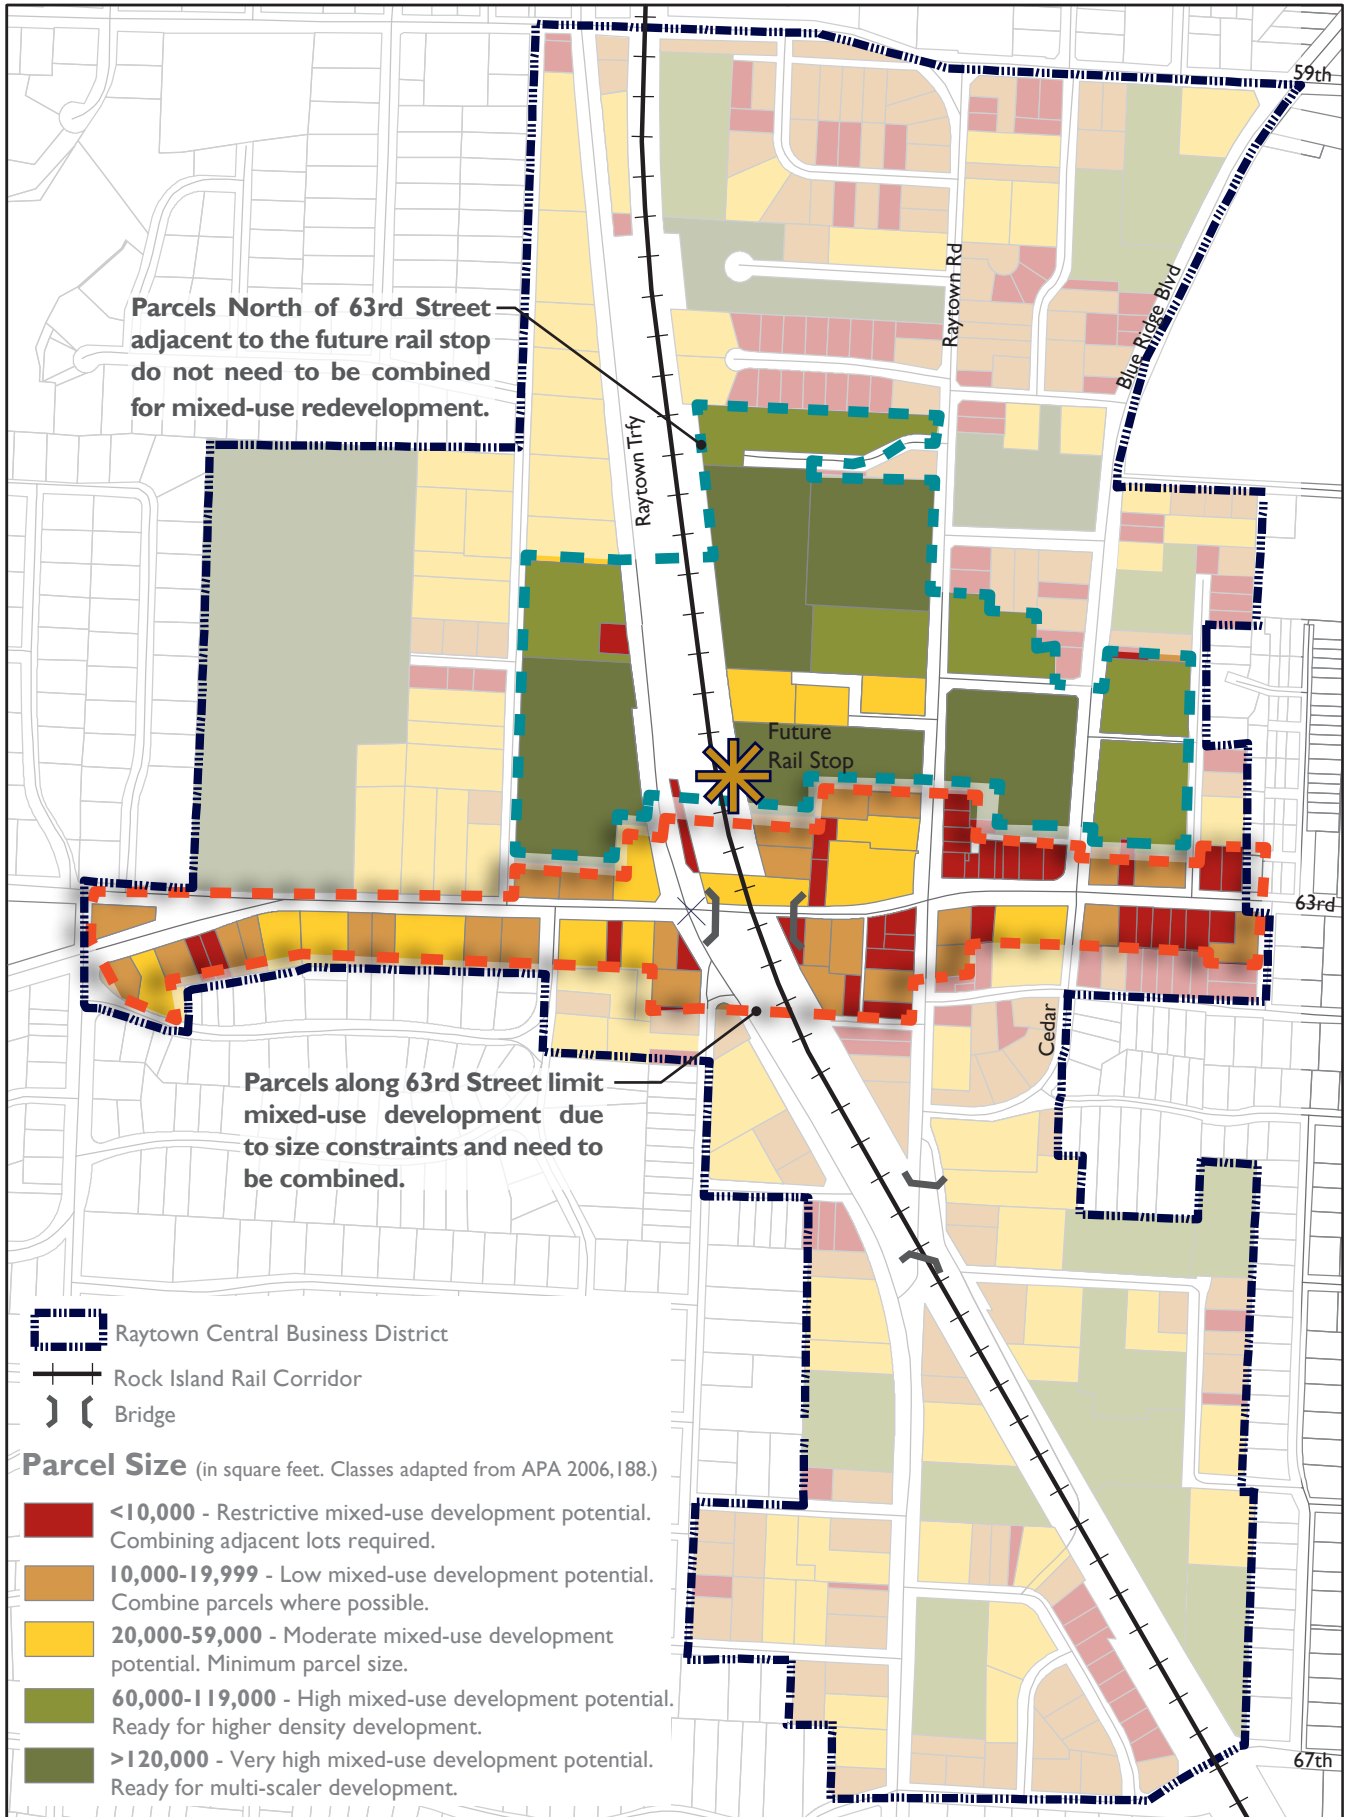 59th
Raytown Rd
Blue Ridge Blvd
Parcels North of 63rd Street
adjacent to the future rail stop
do not need to be combined
for mixed-use redevelopment.
Raytown Trfy
Future
Rail Stop
63rd
Cedar
Parcels along 63rd Street limit
mixed-use development due
to size constraints and need to
be combined.
Raytown Central Business District
Rock Island Rail Corridor
Bridge
Parcel Size (in square feet. Classes adapted from APA 2006,188.)
<10,000 - Restrictive mixed-use development potential.
Combining adjacent lots required.
10,000-19,999 - Low mixed-use development potential.
Combine parcels where possible.
20,000-59,000 - Moderate mixed-use development
potential. Minimum parcel size.
60,000-119,000 - High mixed-use development potential.
Ready for higher density development.
>120,000 - Very high mixed-use development potential.
Ready for multi-scaler development.
67th